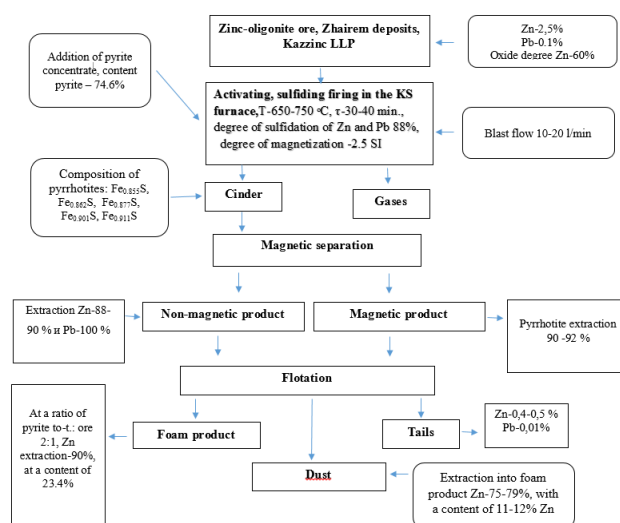 Zinc-oligonite ore, Zhairem deposits,
Kazzinc LLP
Zn-2,5%
Pb-0.1%
Oxide degree Zn-60%
Addition of pyrite
concentrate, content
pyrite – 74.6%
Activating, sulfiding firing in the KS
furnace,T-650-750 °C, τ-30-40 min.,
degree of sulfidation of Zn and Pb 88%,
degree of magnetization -2.5 SI
Blast flow 10-20 l/min
Composition of
pyrrhotites: Fe0.855S,
Fe0.862S, Fe0.877S,
Fe0.901S, Fe0.911S
Cinder
Gases
Magnetic separation
Extraction Zn-88-
90 % и Pb-100 %
Non-magnetic product
Magnetic product
Pyrrhotite extraction
90 -92 %
Flotation
At a ratio of
pyrite to-t.: ore
2:1, Zn
extraction-90%,
at a content of
23.4%
Foam product
Tails
Zn-0,4-0,5 %
Pb-0,01%
Dust
Extraction into foam
product Zn-75-79%, with
a content of 11-12% Zn